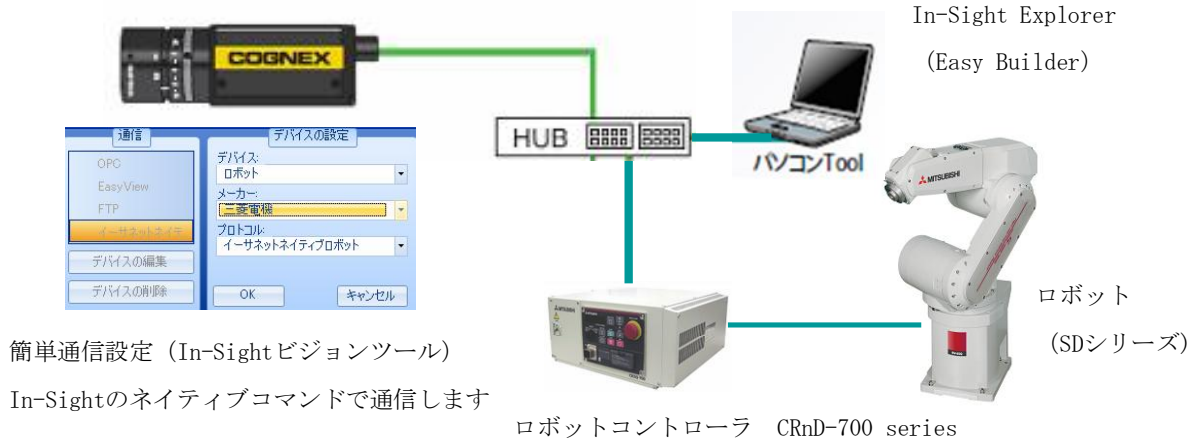 In-Sight Explorer
(Easy Builder)
COGNEX
HUB
パソコンTool
MITSUBISHI
通信
OPC
EasyView
FTP
イーサネットネイテ
デバイスの編集
デバイスの削除
デバイスの設定
デバイス:
ロボット
メーカー:
三菱電機
プロトコル:
イーサネットネイティブロボット
OK
キャンセル
ロボット
(SDシリーズ)
簡単通信設定 (In-Sightビジョンツール)
In-Sightのネイティブコマンドで通信します
ロボットコントローラ CRnD-700 series